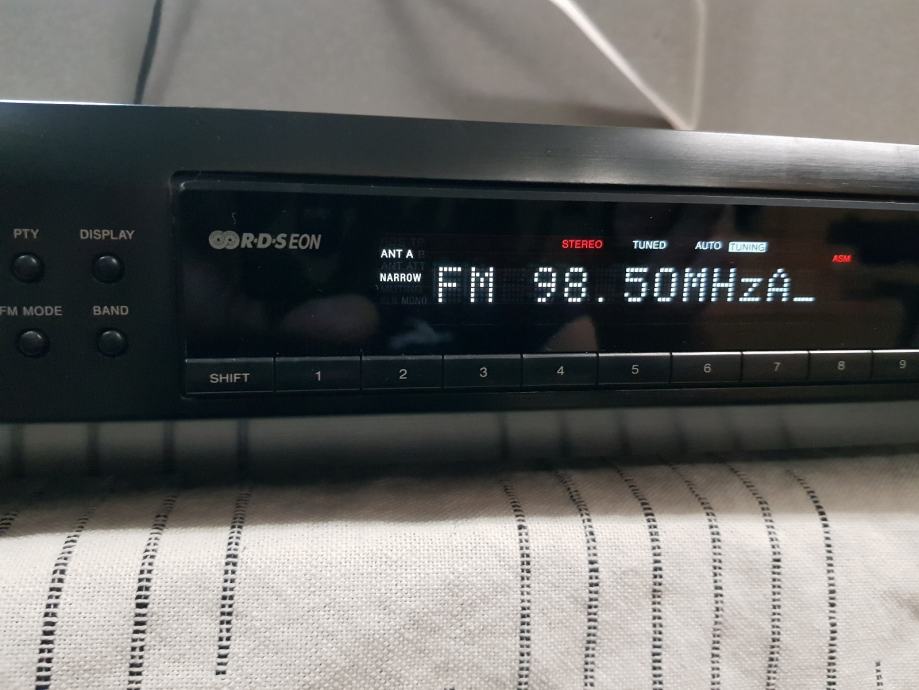 PTY DISPLAY
R·D·S EON
STEREO TUNED AUTO TUNING
ANT A
ASM
NARROW
FM 98.50MHzA_
MONO
FM MODE BAND
SHIFT 1 2 3 4 5 6 7 8 9